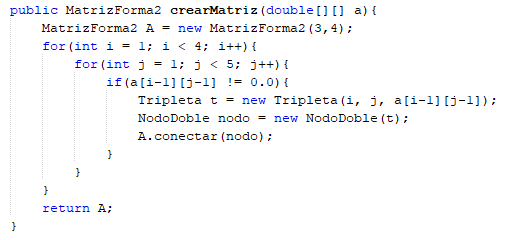 public MatrizForma2 crearMatriz(double[][] a){
    MatrizForma2 A = new MatrizForma2(3,4);
    for(int i = 1; i < 4; i++){
        for(int j = 1; j < 5; j++){
            if(a[i-1][j-1] != 0.0){
                Tripleta t = new Tripleta(i, j, a[i-1][j-1]);
                NodoDoble nodo = new NodoDoble(t);
                A.conectar(nodo);
            }
        }
    }
    return A;
}